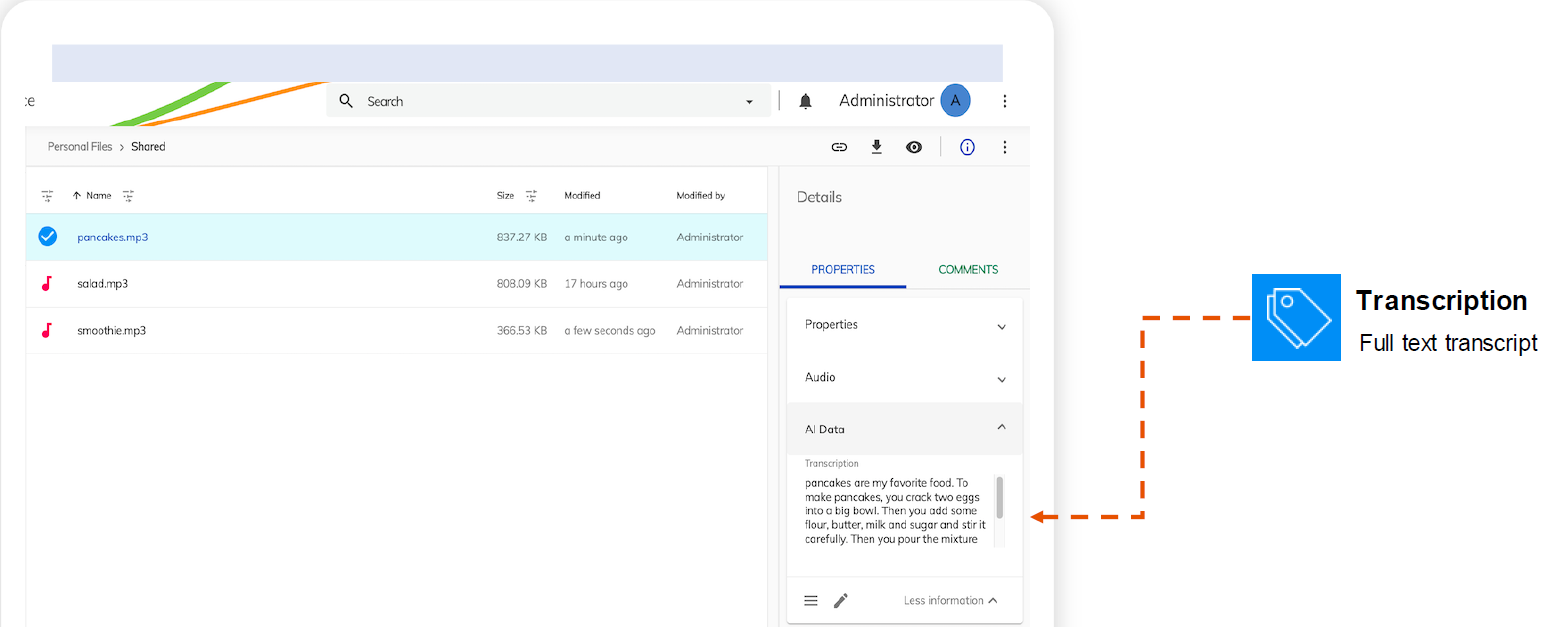 ce
Search
Administrator A
Personal Files > Shared
Name Size Modified Modified by
pancakes.mp3 837.27 KB a minute ago Administrator
salad.mp3 808.09 KB 17 hours ago Administrator
smoothie.mp3 366.53 KB a few seconds ago Administrator
Details
PROPERTIES COMMENTS
Properties
Audio
AI Data
Transcription
pancakes are my favorite food. To
make pancakes, you crack two eggs
into a big bowl. Then you add some
flour, butter, milk and sugar and stir it
carefully. Then you pour the mixture
Less information
Transcription
Full text transcript